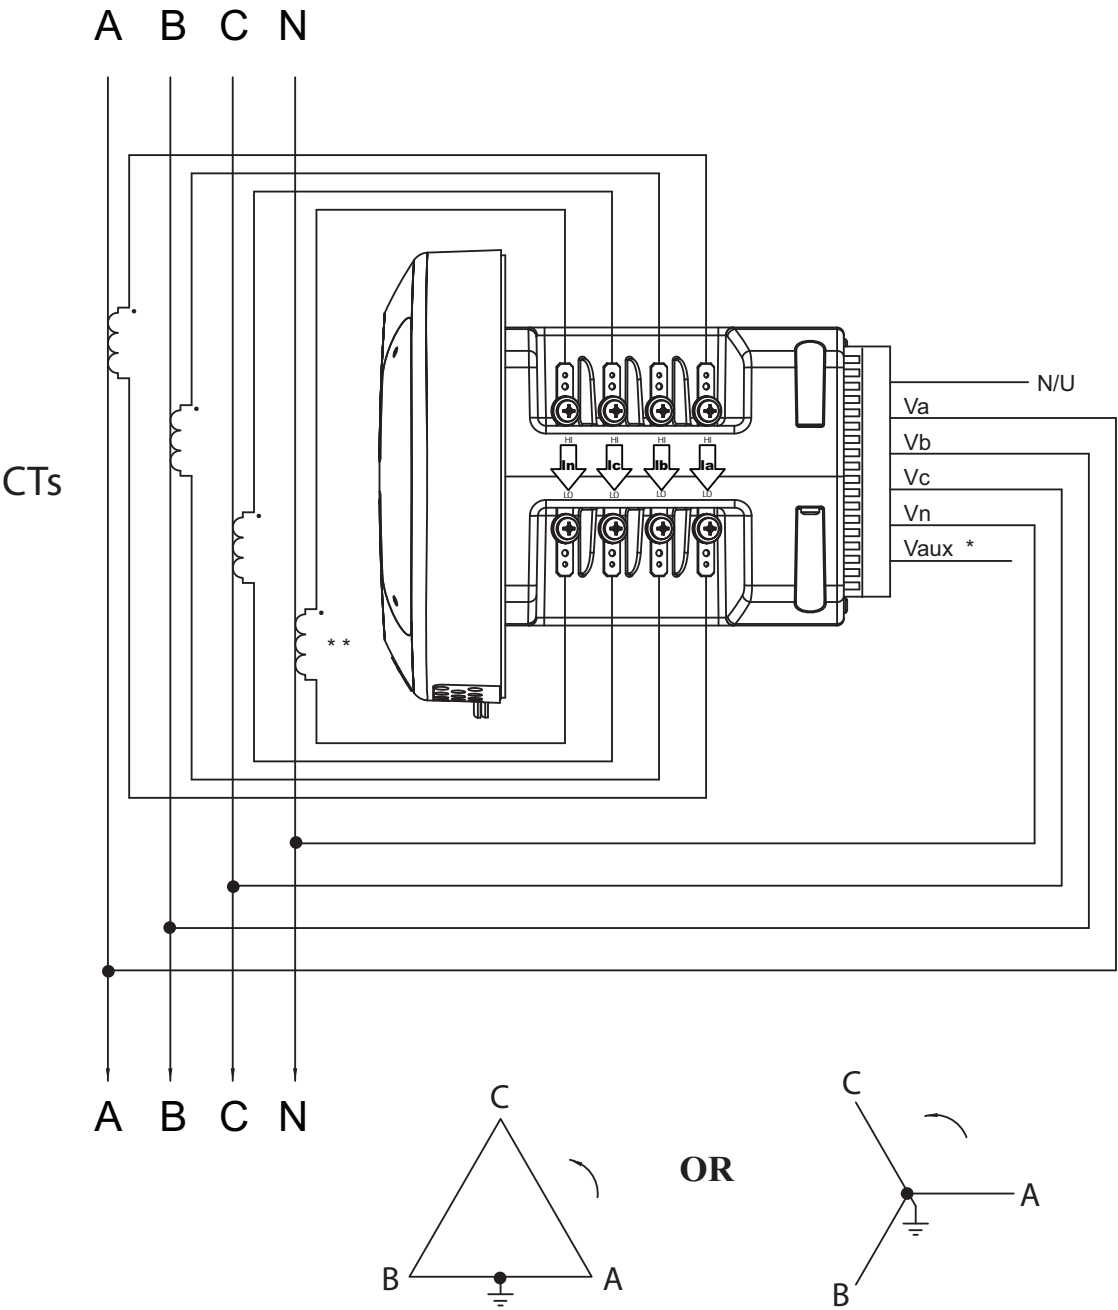 A B C N
N/U
Va
HI HI HI HI
Vb
In Ic Ib Ia
CTs
Vc
LO LO LO LO
Vn
Vaux *
* *
A B C N
C
C
OR
A
B A
B